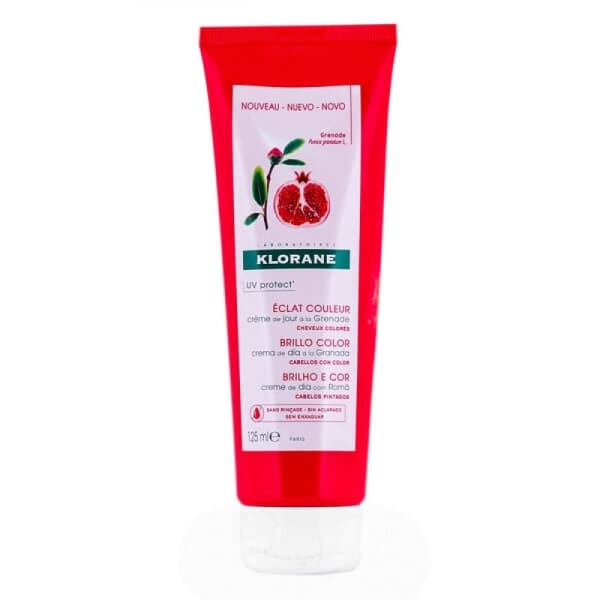 NOUVEAU - NUEVO - NOVO
Grenade
Punica granatum L.
LABORATOIRES
KLORANE
UV protect*
ÉCLAT COULEUR
crème de jour à la Grenade
CHEVEUX COLORÉS
BRILLO COLOR
crema de día a la Granada
CABELLOS CON COLOR
BRILHO E COR
creme de dia com Romã
CABELOS PINTADOS
SANS RINÇAGE - SIN ACLARADO
SEM ENXAGUAR
125 ml e
PARIS